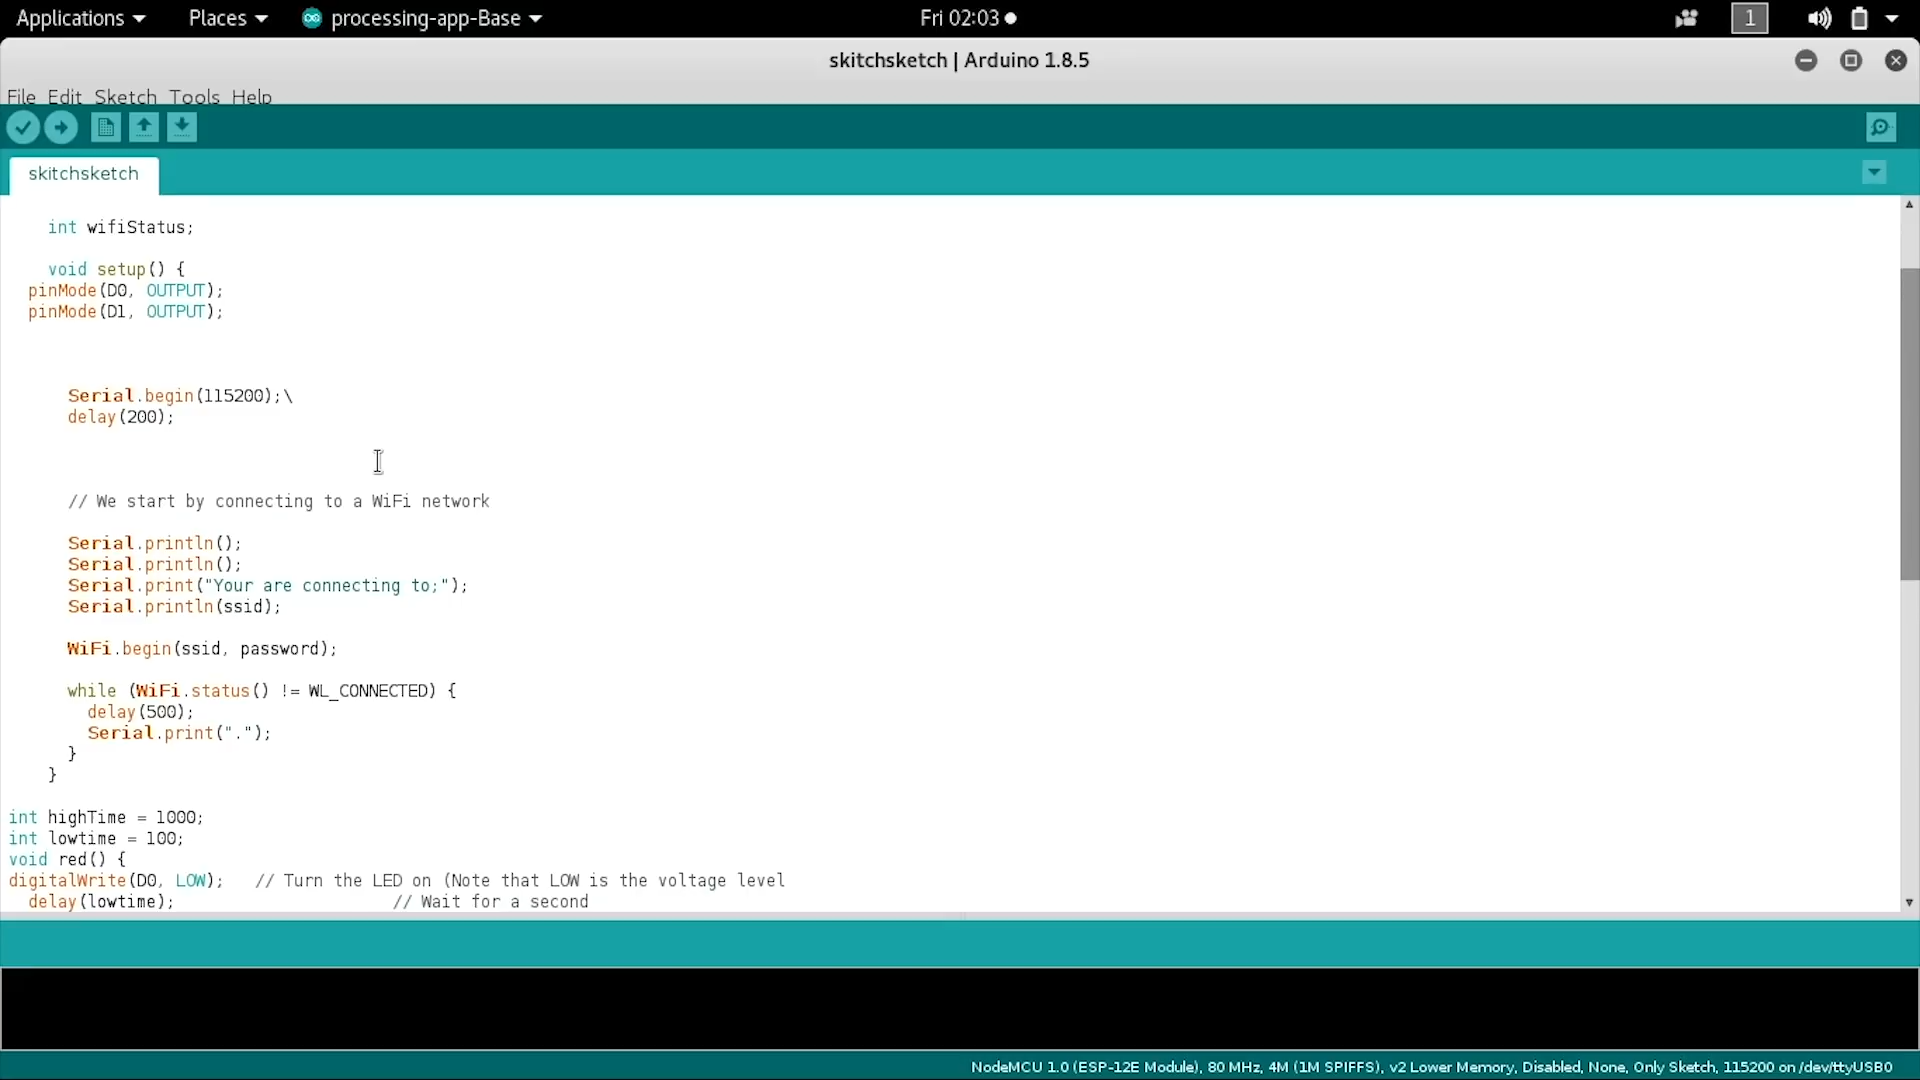 Applications Places processing-app-Base Fri 02:03 1
skitchsketch | Arduino 1.8.5
File Edit Sketch Tools Help
skitchsketch
int wifiStatus;
void setup() {
pinMode(D0, OUTPUT);
pinMode(D1, OUTPUT);
Serial.begin(115200);\
delay(200);
// We start by connecting to a WiFi network
Serial.println();
Serial.println();
Serial.print("Your are connecting to;");
Serial.println(ssid);
WiFi.begin(ssid, password);
while (WiFi.status() != WL_CONNECTED) {
delay(500);
Serial.print(".");
}
}
int highTime = 1000;
int lowtime = 100;
void red() {
digitalWrite(D0, LOW); // Turn the LED on (Note that LOW is the voltage level
delay(lowtime); // Wait for a second
NodeMCU 1.0 (ESP-12E Module), 80 MHz, 4M (1M SPIFFS), v2 Lower Memory, Disabled, None, Only Sketch, 115200 on /dev/ttyUSB0